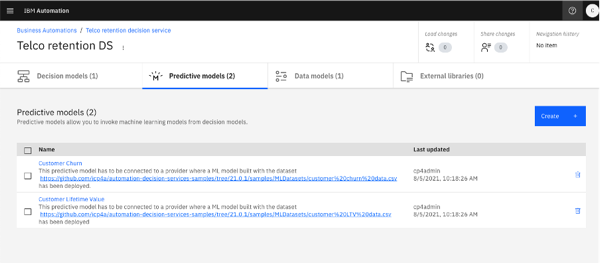 IBM Automation
C
Business Automations / Telco retention decision service
Telco retention DS
Load changes
0
Share changes
0
Navigation history
No item
Decision models (1)
Predictive models (2)
Data models (1)
External libraries (0)
Predictive models (2)
Predictive models allow you to invoke machine learning models from decision models.
Create +
Name Last updated
Customer Churn
This predictive model has to be connected to a provider where a ML model built with the dataset
https://github.com/icp4a/automation-decision-services-samples/tree/21.0.1/samples/MLDatasets/customer%20churn%20data.csv
has been deployed.
cp4admin
8/5/2021, 10:18:26 AM
Customer Lifetime Value
This predictive model has to be connected to a provider where a ML model built with the dataset
https://github.com/icp4a/automation-decision-services-samples/tree/21.0.1/samples/MLDatasets/customer%20LTV%20data.csv
has been deployed
cp4admin
8/5/2021, 10:18:26 AM